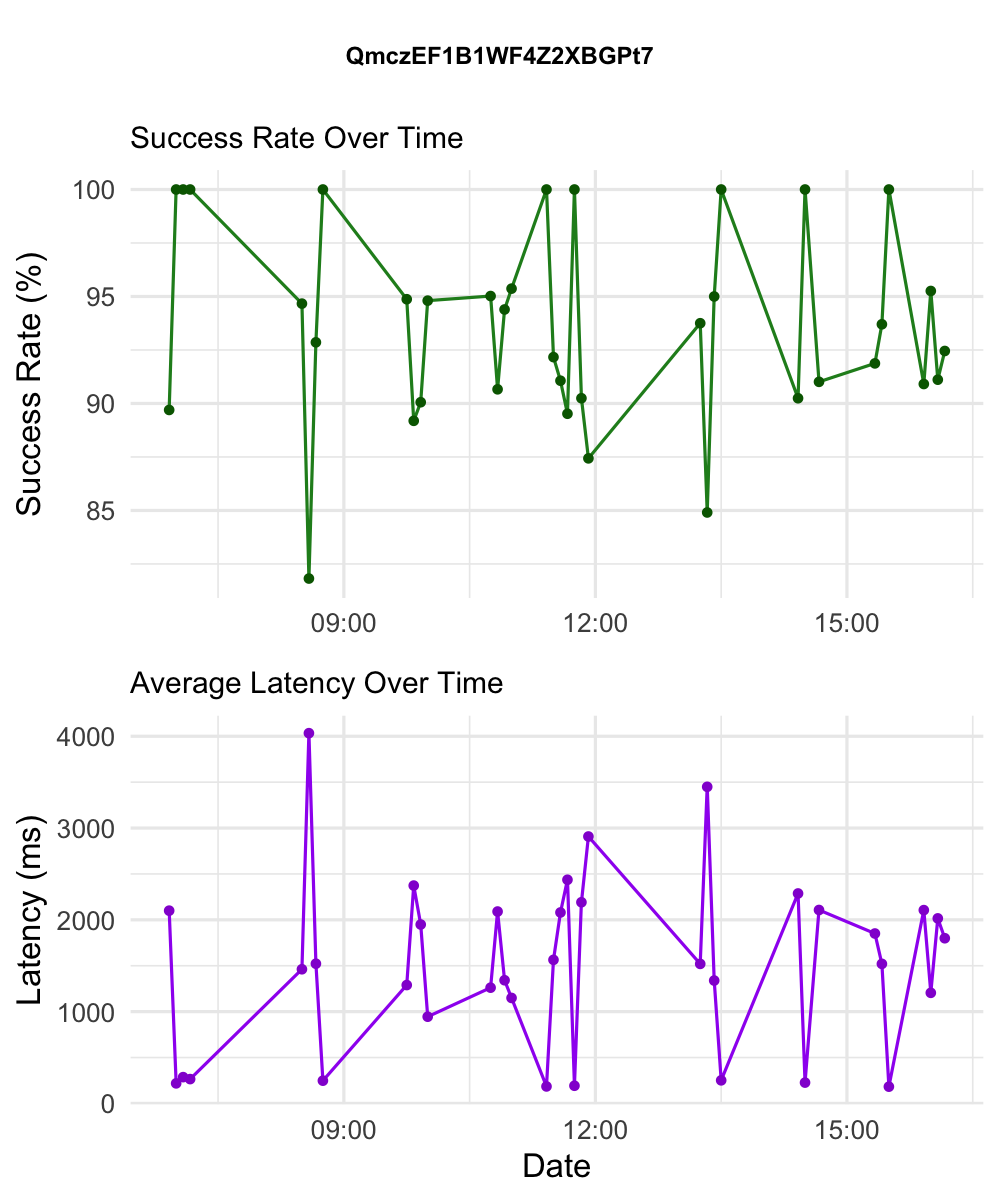 QmczEF1B1WF4Z2XBGPt7
Success Rate Over Time
Success Rate (%)
100
95
90
85
09:00 12:00 15:00
Average Latency Over Time
Latency (ms)
4000
3000
2000
1000
0
09:00 12:00 15:00
Date